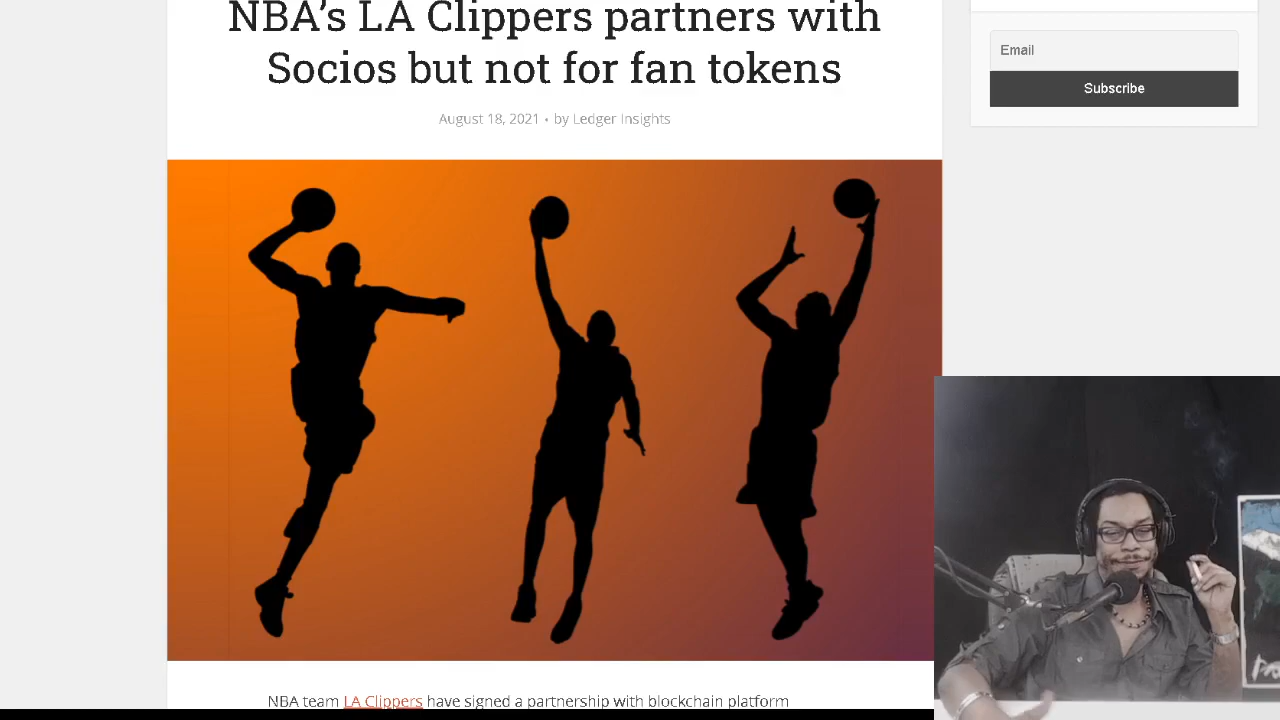 NBA’s LA Clippers partners with
Socios but not for fan tokens
August 18, 2021 • by Ledger Insights
NBA team LA Clippers have signed a partnership with blockchain platform
Email
Subscribe